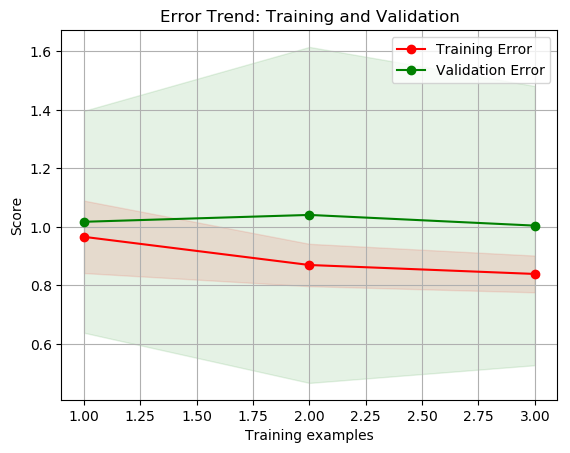 Error Trend: Training and Validation
Training Error
Validation Error
Score
1.6
1.4
1.2
1.0
0.8
0.6
1.00 1.25 1.50 1.75 2.00 2.25 2.50 2.75 3.00
Training examples